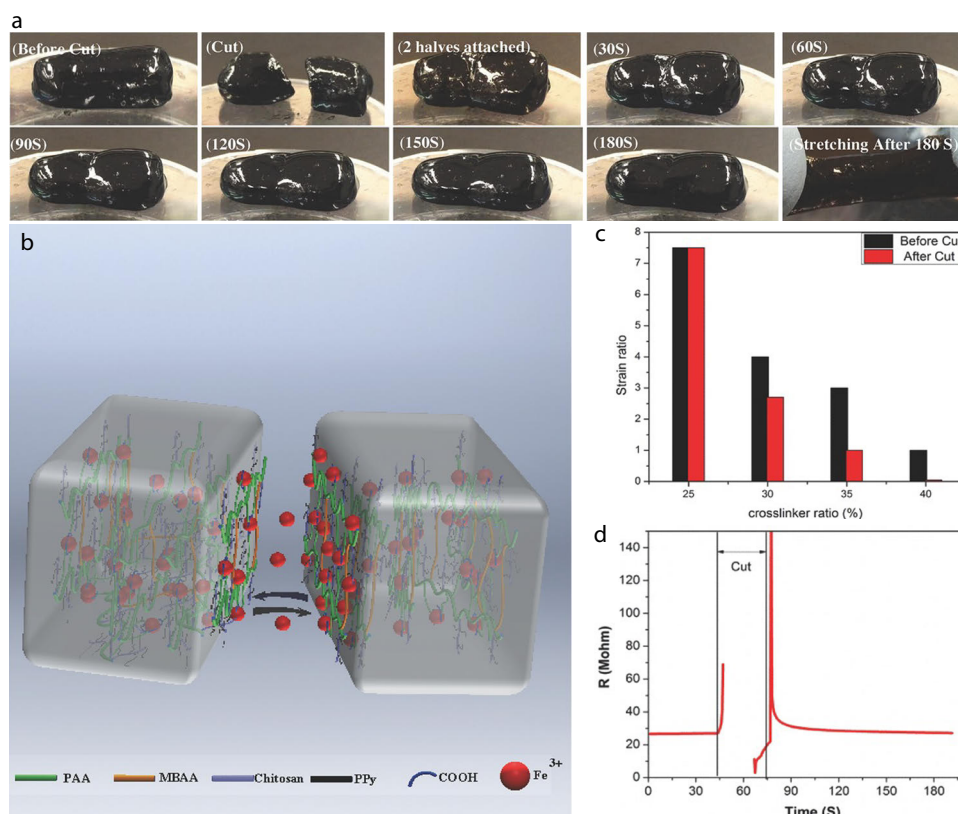 a
(Before Cut)
(Cut)
(2 halves attached)
(30S)
(60S)
(90S)
(120S)
(150S)
(180S)
(Stretching After 180 S)
b
PAA
MBAA
Chitosan
PPy
COOH
Fe 3+
c
Before Cu
After Cut
8
7
6
5
4
3
2
1
0
Strain ratio
25
30
35
40
crosslinker ratio (%)
d
140
120
100
80
60
40
20
0
R (Mohm)
Cut
0
30
60
90
120
150
180
Time (S)